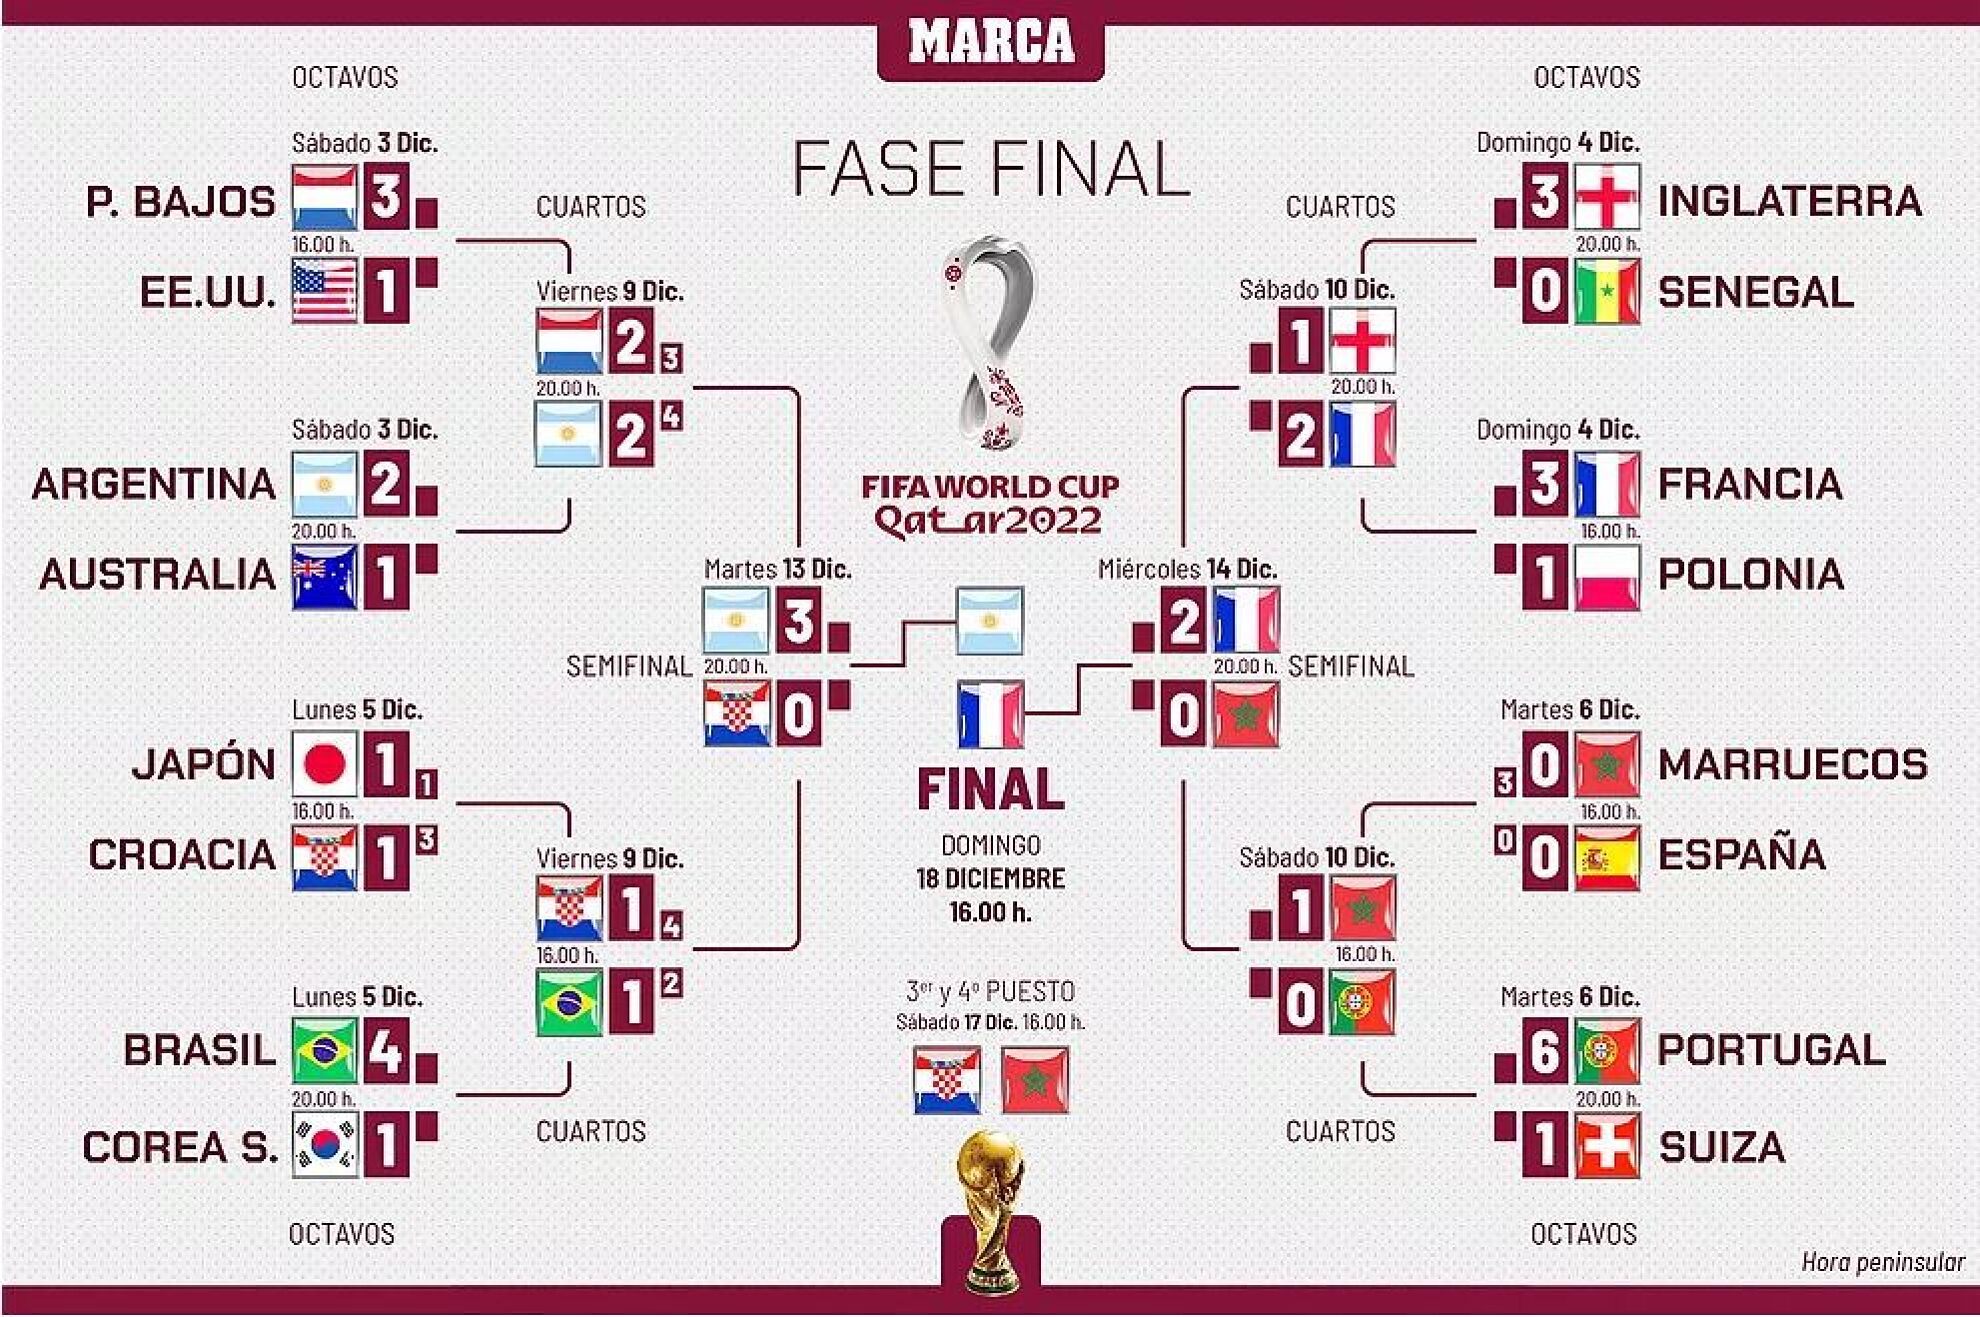 MARCA
FASE FINAL
OCTAVOS
Sábado 3 Dic.
P. BAJOS 3
16.00 h.
EE.UU. 1
Sábado 3 Dic.
ARGENTINA 2
20.00 h.
AUSTRALIA 1
Lunes 5 Dic.
JAPÓN 1 1
16.00 h.
CROACIA 1 3
Lunes 5 Dic.
BRASIL 4
20.00 h.
COREA S. 1
OCTAVOS
CUARTOS
Viernes 9 Dic.
2 3
20.00 h.
2 4
Viernes 9 Dic.
1 4
16.00 h.
1 2
CUARTOS
Martes 13 Dic.
3
SEMIFINAL 20.00 h.
0
FIFA WORLD CUP
Qatar2022
FINAL
DOMINGO
18 DICIEMBRE
16.00 h.
3er y 4º PUESTO
Sábado 17 Dic. 16.00 h.
Miércoles 14 Dic.
2
20.00 h. SEMIFINAL
0
CUARTOS
Sábado 10 Dic.
1
20.00 h.
2
Sábado 10 Dic.
1
16.00 h.
0
CUARTOS
OCTAVOS
Domingo 4 Dic.
3 INGLATERRA
20.00 h.
0 SENEGAL
Domingo 4 Dic.
3 FRANCIA
16.00 h.
1 POLONIA
Martes 6 Dic.
3 0 MARRUECOS
16.00 h.
0 0 ESPAÑA
Martes 6 Dic.
6 PORTUGAL
20.00 h.
1 SUIZA
OCTAVOS
Hora peninsular